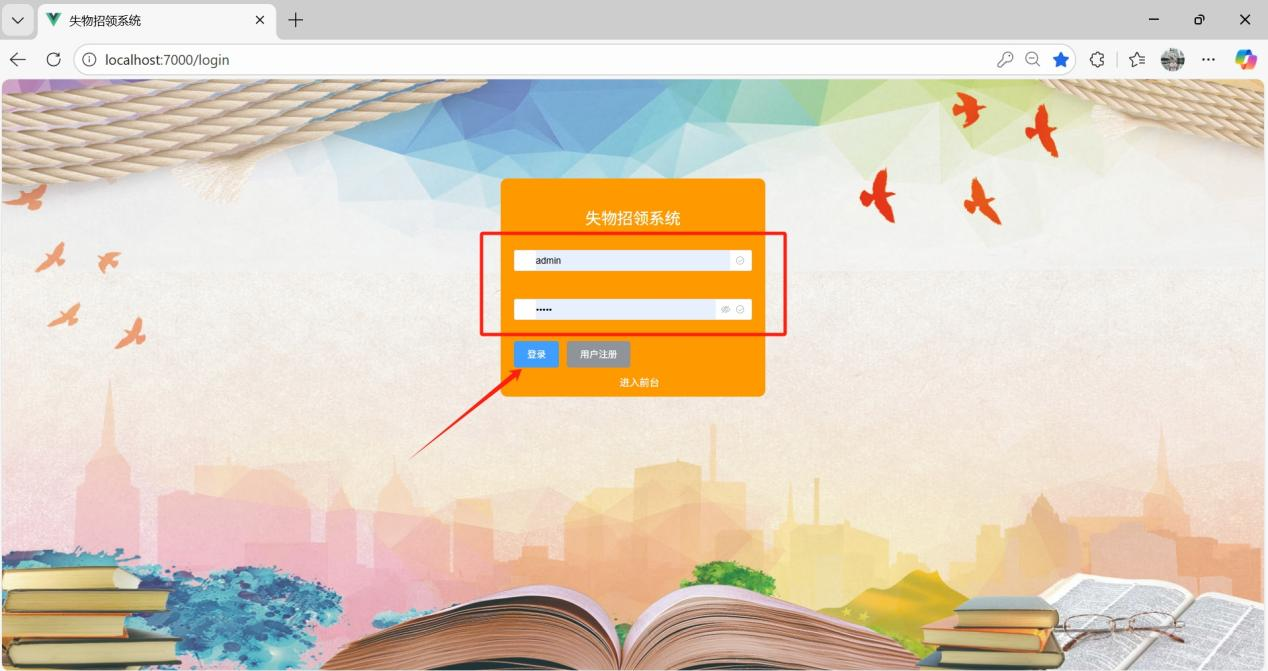 失物招领系统
localhost:7000/login
失物招领系统
admin
•••••
登录 用户注册
进入前台